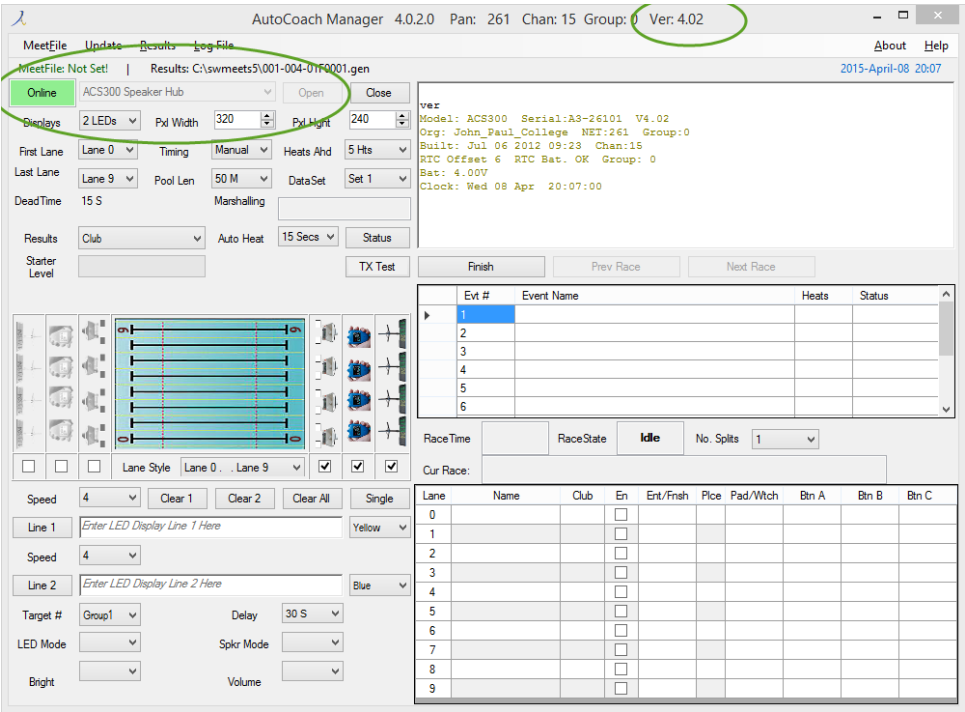 AutoCoach Manager 4.0.2.0 Pan: 261 Chan: 15 Group: 0 Ver: 4.02
MeetFile Update Results Log File About Help
MeetFile: Not Set! | Results: C:\swmeets5\001-004-01F0001.gen 2015-April-08 20:07
Online ACS300 Speaker Hub Open Close
Displays 2 LEDs Pxl Width 320 Pxl Hght 240
First Lane Lane 0 Timing Manual Heats Ahd 5 Hts
Last Lane Lane 9 Pool Len 50 M DataSet Set 1
DeadTime 15 S Marshalling
Results Club Auto Heat 15 Secs Status
Starter Level TX Test
ver
Model: ACS300 Serial:A3-26101 V4.02
Org: John_Paul_College NET:261 Group:0
Built: Jul 06 2012 09:23 Chan:15
RTC Offset 6 RTC Bat. OK Group: 0
Bat: 4.00V
Clock: Wed 08 Apr 20:07:00
Finish Prev Race Next Race
Evt # Event Name Heats Status
1
2
3
4
5
6
9 9
0 0
Lane Style Lane 0 . . Lane 9
RaceTime RaceState Idle No. Splits 1
Cur Race:
Speed 4 Clear 1 Clear 2 Clear All Single
Line 1 Enter LED Display Line 1 Here Yellow
Speed 4
Line 2 Enter LED Display Line 2 Here Blue
Target # Group1 Delay 30 S
LED Mode Spkr Mode
Bright Volume
Lane Name Club En Ent/Fnsh Plce Pad/Wtch Btn A Btn B Btn C
0
1
2
3
4
5
6
7
8
9